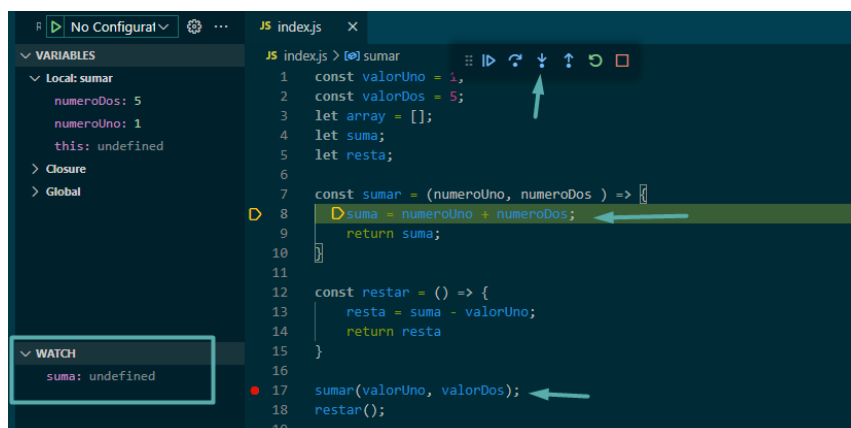 R No Configurat ...
VARIABLES
Local: sumar
numeroDos: 5
numeroUno: 1
this: undefined
Closure
Global
WATCH
suma: undefined
JS index.js ×
JS index.js > sumar
1 const valorUno = 1,
2 const valorDos = 5;
3 let array = [];
4 let suma;
5 let resta;
6
7 const sumar = (numeroUno, numeroDos ) => {
8 suma = numeroUno + numeroDos;
9 return suma;
10 }
11
12 const restar = () => {
13 resta = suma - valorUno;
14 return resta
15 }
16
17 sumar(valorUno, valorDos);
18 restar();